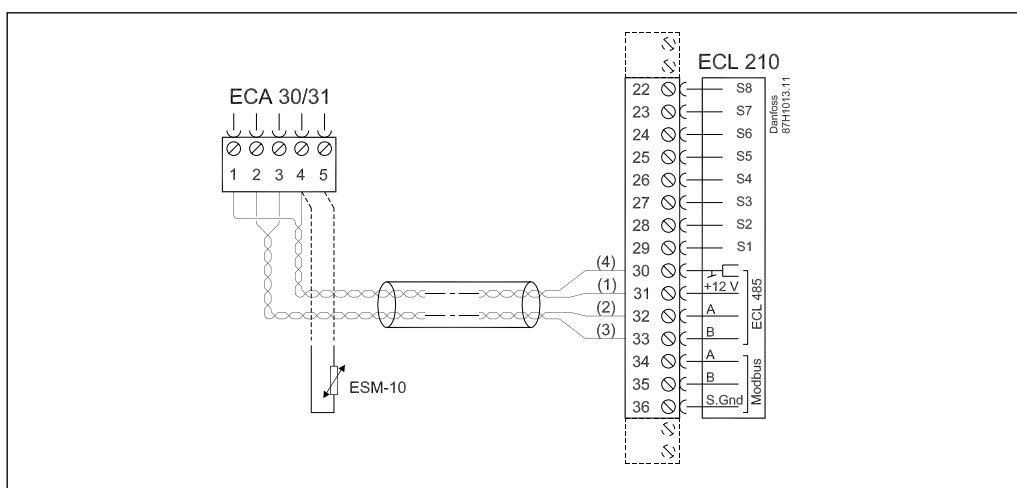 ECA 30/31
1 2 3 4 5
ESM-10
ECL 210
Danfoss
87H1013.11
22 S8
23 S7
24 S6
25 S5
26 S4
27 S3
28 S2
29 S1
(4) 30
(1) 31 +12 V
(2) 32 A
(3) 33 B
ECL 485
34 A
35 B
36 S.Gnd
Modbus